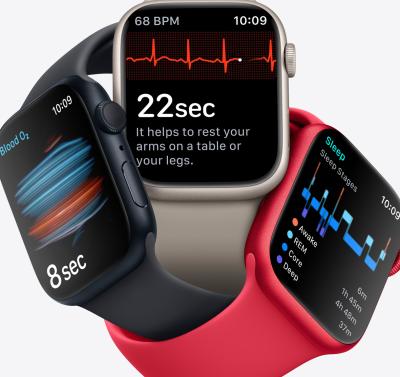 68 BPM 10:09
22sec
It helps to rest your
arms on a table or
your legs.
Blood O₂
10:09
8 sec
Sleep
10:09
Sleep Stages
Awake 6m
REM 1h 45m
Core 4h 48m
Deep 37m